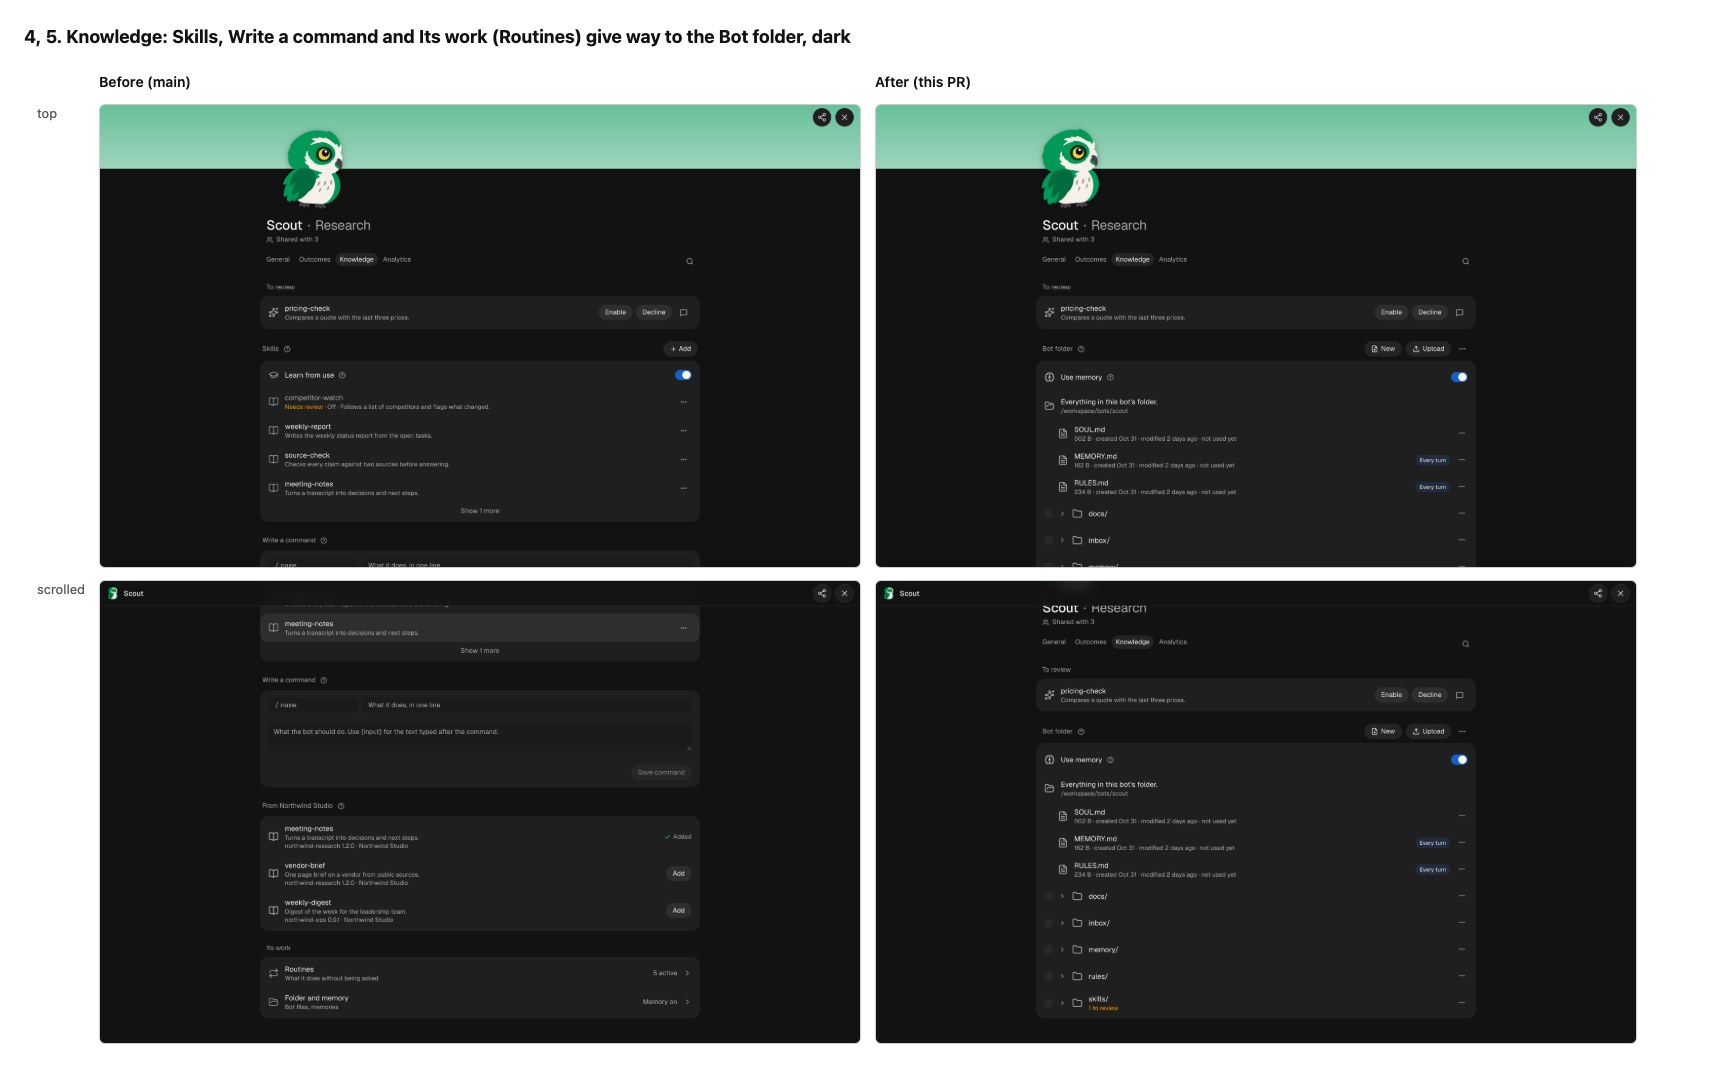 4, 5. Knowledge: Skills, Write a command and Its work (Routines) give way to the Bot folder, dark
Before (main)
After (this PR)
top
Scout · Research
Shared with 3
General Outcomes Knowledge Analytics
To review
pricing-check
Compares a quote with the last three prices.
Enable Decline
Skills
+ Add
Learn from use
competitor-watch
Needs review · Off · Follows a list of competitors and flags what changed.
weekly-report
Writes the weekly status report from the open tasks.
source-check
Checks every claim against two sources before answering.
meeting-notes
Turns a transcript into decisions and next steps.
Show 1 more
Write a command
/ name What it does, in one line
Scout · Research
Shared with 3
General Outcomes Knowledge Analytics
To review
pricing-check
Compares a quote with the last three prices.
Enable Decline
Bot folder
New Upload
Use memory
Everything in this bot's folder.
/workspace/bots/scout
SOUL.md
502 B · created Oct 31 · modified 2 days ago · not used yet
MEMORY.md
162 B · created Oct 31 · modified 2 days ago · not used yet
Every turn
RULES.md
234 B · created Oct 31 · modified 2 days ago · not used yet
Every turn
docs/
inbox/
memory/
scrolled
Scout
meeting-notes
Turns a transcript into decisions and next steps.
Show 1 more
Write a command
/ name What it does, in one line
What the bot should do. Use {input} for the text typed after the command.
Save command
From Northwind Studio
meeting-notes
Turns a transcript into decisions and next steps.
northwind-research 1.2.0 · Northwind Studio
Added
vendor-brief
One page brief on a vendor from public sources.
northwind-research 1.2.0 · Northwind Studio
Add
weekly-digest
Digest of the week for the leadership team.
northwind-ops 0.9.1 · Northwind Studio
Add
Its work
Routines
What it does without being asked
5 active
Folder and memory
Bot files, memories
Memory on
Scout
Scout · Research
Shared with 3
General Outcomes Knowledge Analytics
To review
pricing-check
Compares a quote with the last three prices.
Enable Decline
Bot folder
New Upload
Use memory
Everything in this bot's folder.
/workspace/bots/scout
SOUL.md
502 B · created Oct 31 · modified 2 days ago · not used yet
MEMORY.md
162 B · created Oct 31 · modified 2 days ago · not used yet
Every turn
RULES.md
234 B · created Oct 31 · modified 2 days ago · not used yet
Every turn
docs/
inbox/
memory/
rules/
skills/
1 to review